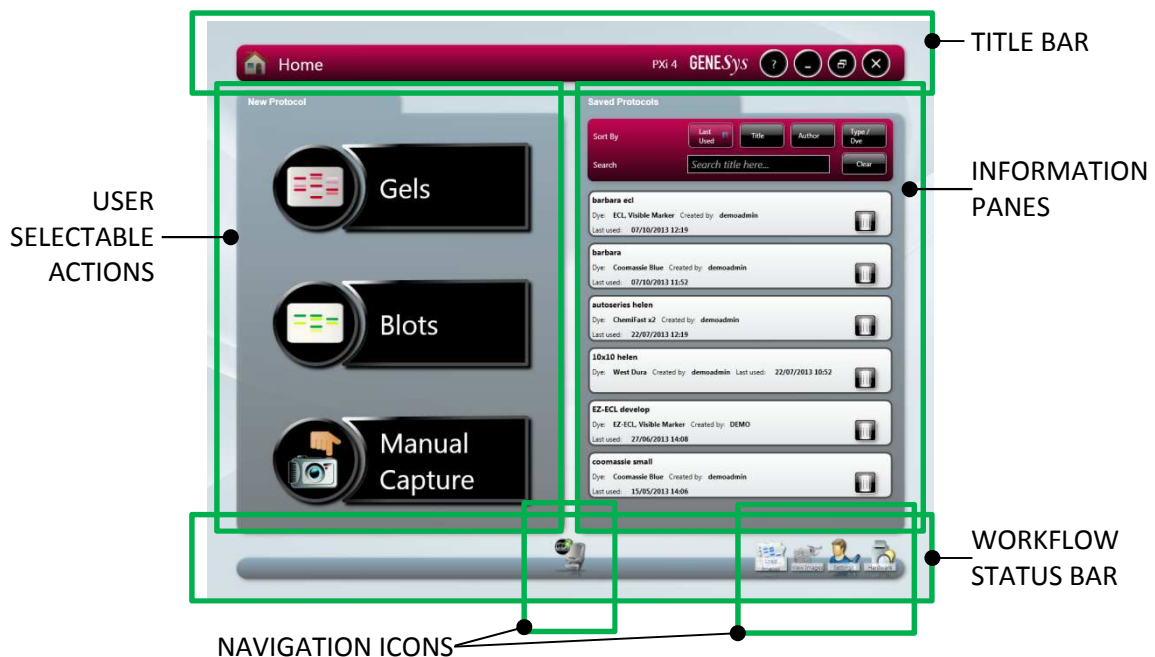 TITLE BAR
Home
PXi 4 GENESys ?
New Protocol
Saved Protocols
Sort By
Last Used
Title
Author
Type / Dye
Search
Search title here...
Clear
INFORMATION
PANES
USER
SELECTABLE
ACTIONS
Gels
Blots
Manual
Capture
barbara ecl
Dye: ECL, Visible Marker Created by: demoadmin
Last used: 07/10/2013 12:19
barbara
Dye: Coomassie Blue Created by: demoadmin
Last used: 07/10/2013 11:52
autoseries helen
Dye: ChemiFast x2 Created by: demoadmin
Last used: 22/07/2013 12:19
10x10 helen
Dye: West Dura Created by: demoadmin Last used: 22/07/2013 10:52
EZ-ECL develop
Dye: EZ-ECL, Visible Marker Created by: DEMO
Last used: 27/06/2013 14:08
coomassie small
Dye: Coomassie Blue Created by: demoadmin
Last used: 15/05/2013 14:06
WORKFLOW
STATUS BAR
View Images
Settings
Hardware
NAVIGATION ICONS